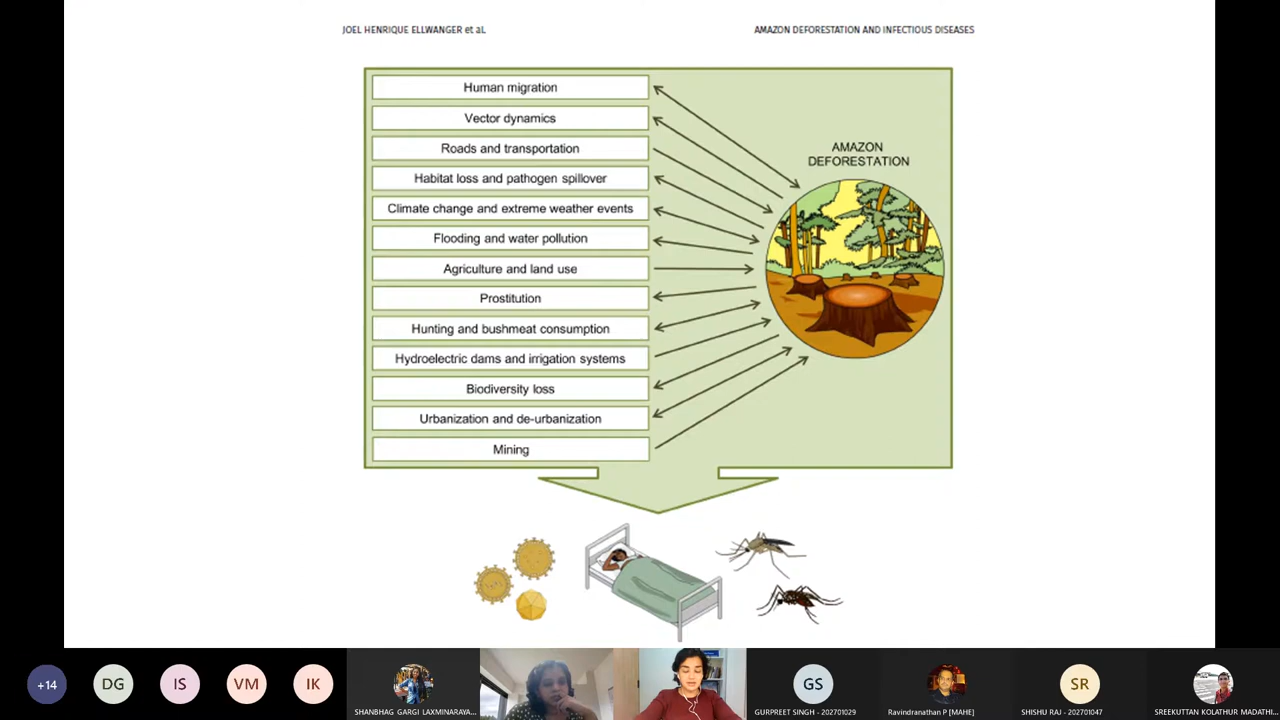 JOEL HENRIQUE ELLWANGER et aL
AMAZON DEFORESTATION AND INFECTIOUS DISEASES
Human migration
Vector dynamics
Roads and transportation
Habitat loss and pathogen spillover
Climate change and extreme weather events
Flooding and water pollution
Agriculture and land use
Prostitution
Hunting and bushmeat consumption
Hydroelectric dams and irrigation systems
Biodiversity loss
Urbanization and de-urbanization
Mining
AMAZON
DEFORESTATION
+14
DG
IS
VM
IK
SHANBHAG GARGI LAXMINARAYA...
GS
GURPREET SINGH - 202701029
Ravindranathan P [MAHE]
SR
SHISHU RAJ - 202701047
SREEKUTTAN KOLATHUR MADATHI...